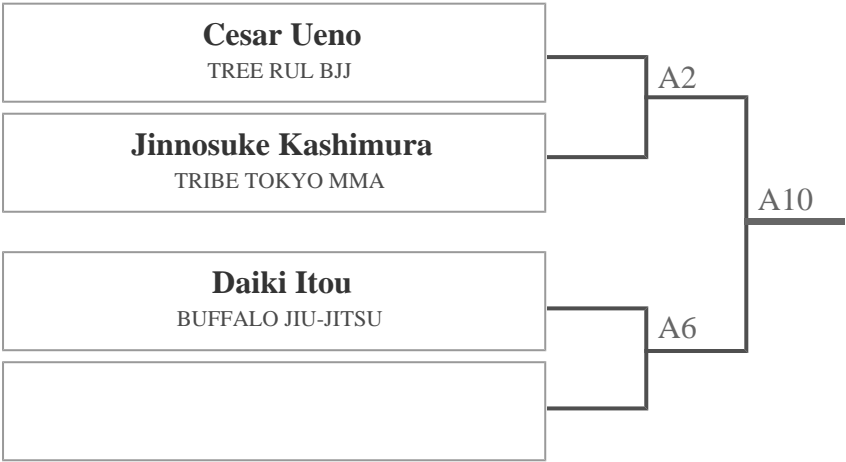 Cesar Ueno
TREE RUL BJJ
A2
Jinnosuke Kashimura
TRIBE TOKYO MMA
A10
Daiki Itou
BUFFALO JIU-JITSU
A6